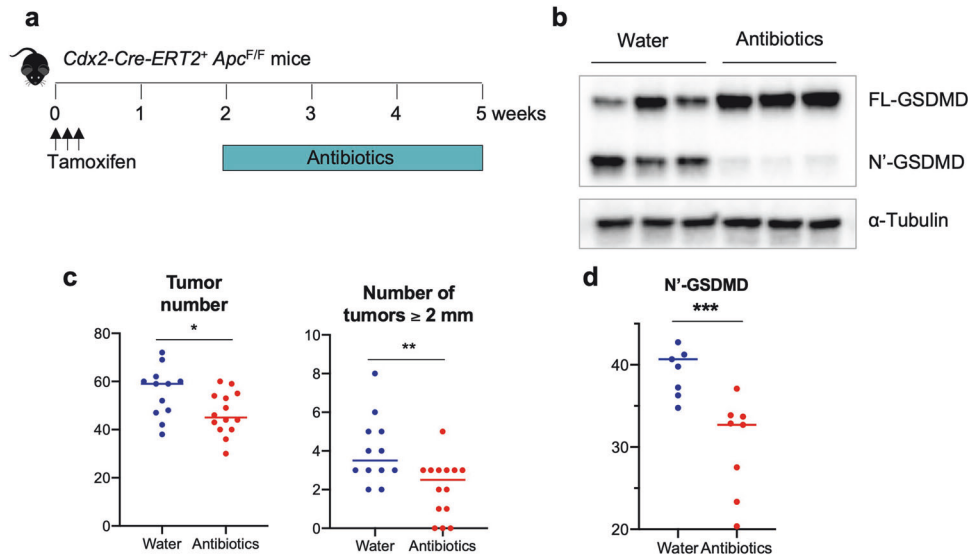 a
Cdx2-Cre-ERT2⁺ Apcꟳ/ꟳ mice
0 1 2 3 4 5 weeks
Tamoxifen
Antibiotics
b
Water Antibiotics
FL-GSDMD
N'-GSDMD
α-Tubulin
c
Tumor
number
*
80
60
40
20
0
Water Antibiotics
Number of
tumors ≥ 2 mm
**
10
8
6
4
2
0
Water Antibiotics
d
N'-GSDMD
***
40
30
20
Water Antibiotics